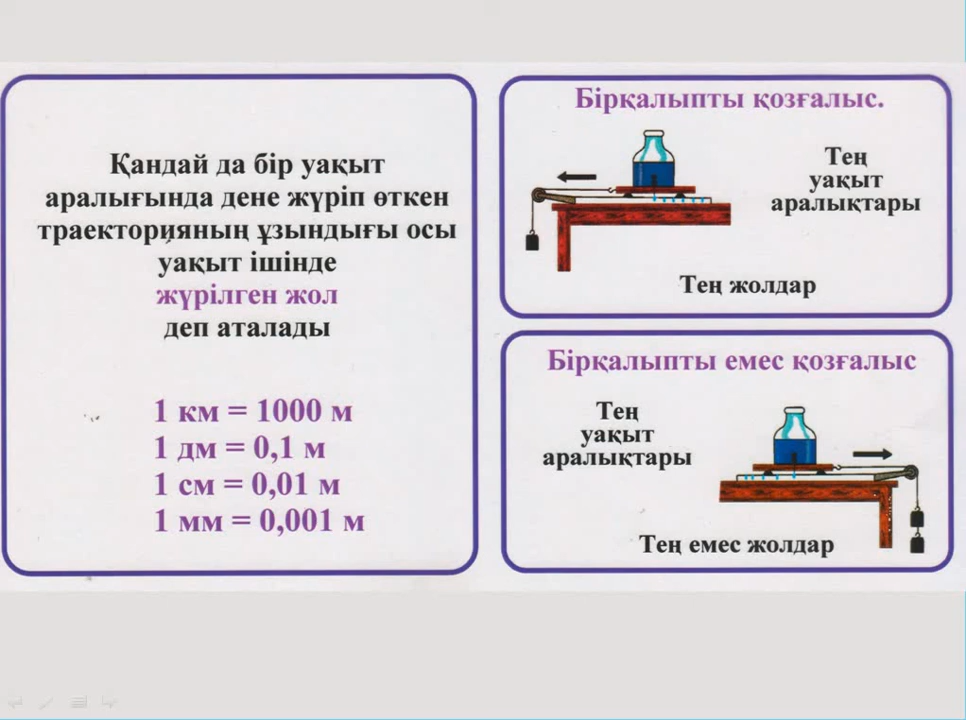 Қандай да бір уақыт
аралығында дене жүріп өткен
траекторияның ұзындығы осы
уақыт ішінде
жүрілген жол
деп аталады
1 км = 1000 м
1 дм = 0,1 м
1 см = 0,01 м
1 мм = 0,001 м
Бірқалыпты қозғалыс.
Тең
уақыт
аралықтары
Тең жолдар
Бірқалыпты емес қозғалыс
Тең
уақыт
аралықтары
Тең емес жолдар